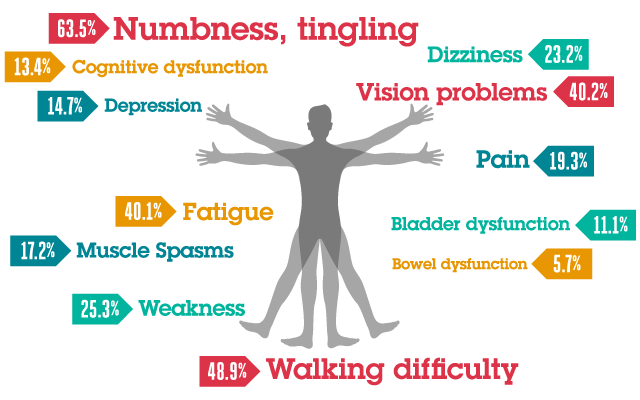 63.5% Numbness, tingling
Dizziness 23.2%
13.4% Cognitive dysfunction
Vision problems 40.2%
14.7% Depression
Pain 19.3%
40.1% Fatigue
Bladder dysfunction 11.1%
17.2% Muscle Spasms
Bowel dysfunction 5.7%
25.3% Weakness
48.9% Walking difficulty